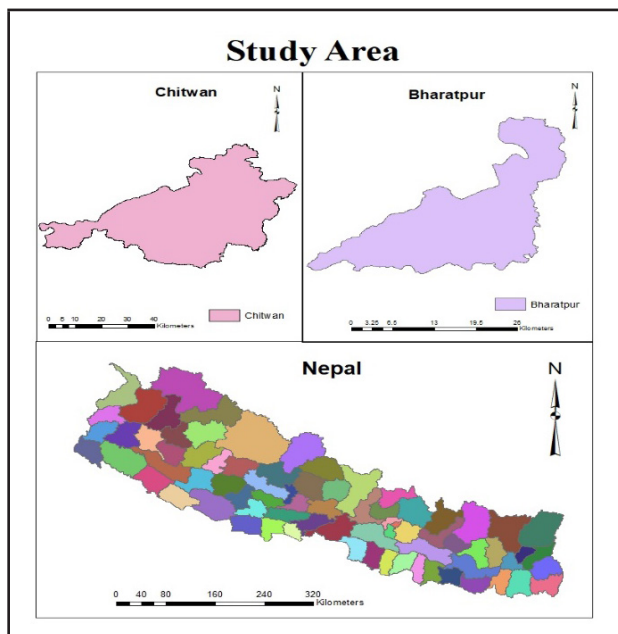 Study Area
Chitwan
N
Chitwan
0 5 10 20 30 40
Kilometers
Bharatpur
N
Bharatpur
0 3.25 6.5 13 19.5 26
Kilometers
Nepal
N
0 40 80 160 240 320
Kilometers